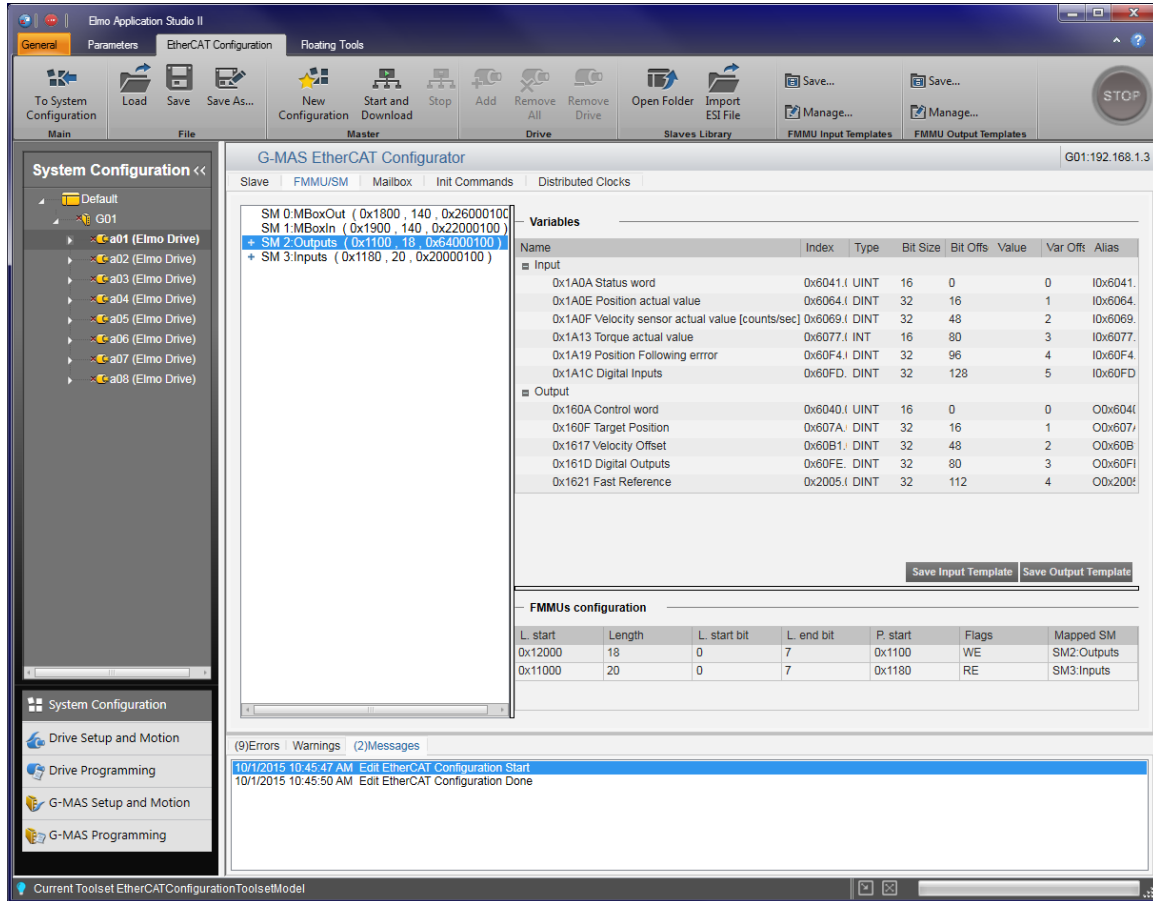 Elmo Application Studio II
General Parameters EtherCAT Configuration Floating Tools
To System Configuration Load Save Save As... New Configuration Start and Download Stop Add Remove All Remove Drive Open Folder Import ESI File Save... Manage... Save... Manage... STOP
Main File Master Drive Slaves Library FMMU Input Templates FMMU Output Templates
System Configuration <<
Default
G01
a01 (Elmo Drive)
a02 (Elmo Drive)
a03 (Elmo Drive)
a04 (Elmo Drive)
a05 (Elmo Drive)
a06 (Elmo Drive)
a07 (Elmo Drive)
a08 (Elmo Drive)
System Configuration
Drive Setup and Motion
Drive Programming
G-MAS Setup and Motion
G-MAS Programming
G-MAS EtherCAT Configurator G01:192.168.1.3
Slave FMMU/SM Mailbox Init Commands Distributed Clocks
SM 0:MBoxOut ( 0x1800 , 140 , 0x26000100
SM 1:MBoxIn ( 0x1900 , 140 , 0x22000100 )
+ SM 2:Outputs ( 0x1100 , 18 , 0x64000100 )
+ SM 3:Inputs ( 0x1180 , 20 , 0x20000100 )
Variables
Name Index Type Bit Size Bit Offs Value Var Offs Alias
Input
0x1A0A Status word 0x6041.( UINT 16 0 0 I0x6041.
0x1A0E Position actual value 0x6064.( DINT 32 16 1 I0x6064.
0x1A0F Velocity sensor actual value [counts/sec] 0x6069.( DINT 32 48 2 I0x6069.
0x1A13 Torque actual value 0x6077.( INT 16 80 3 I0x6077.
0x1A19 Position Following errror 0x60F4.( DINT 32 96 4 I0x60F4.
0x1A1C Digital Inputs 0x60FD. DINT 32 128 5 I0x60FD
Output
0x160A Control word 0x6040.( UINT 16 0 0 O0x604(
0x160F Target Position 0x607A.( DINT 32 16 1 O0x607
0x1617 Velocity Offset 0x60B1.( DINT 32 48 2 O0x60B
0x161D Digital Outputs 0x60FE. DINT 32 80 3 O0x60F
0x1621 Fast Reference 0x2005.( DINT 32 112 4 O0x200
Save Input Template Save Output Template
FMMUs configuration
L. start Length L. start bit L. end bit P. start Flags Mapped SM
0x12000 18 0 7 0x1100 WE SM2:Outputs
0x11000 20 0 7 0x1180 RE SM3:Inputs
(9)Errors Warnings (2)Messages
10/1/2015 10:45:47 AM Edit EtherCAT Configuration Start
10/1/2015 10:45:50 AM Edit EtherCAT Configuration Done
Current Toolset EtherCATConfigurationToolsetModel